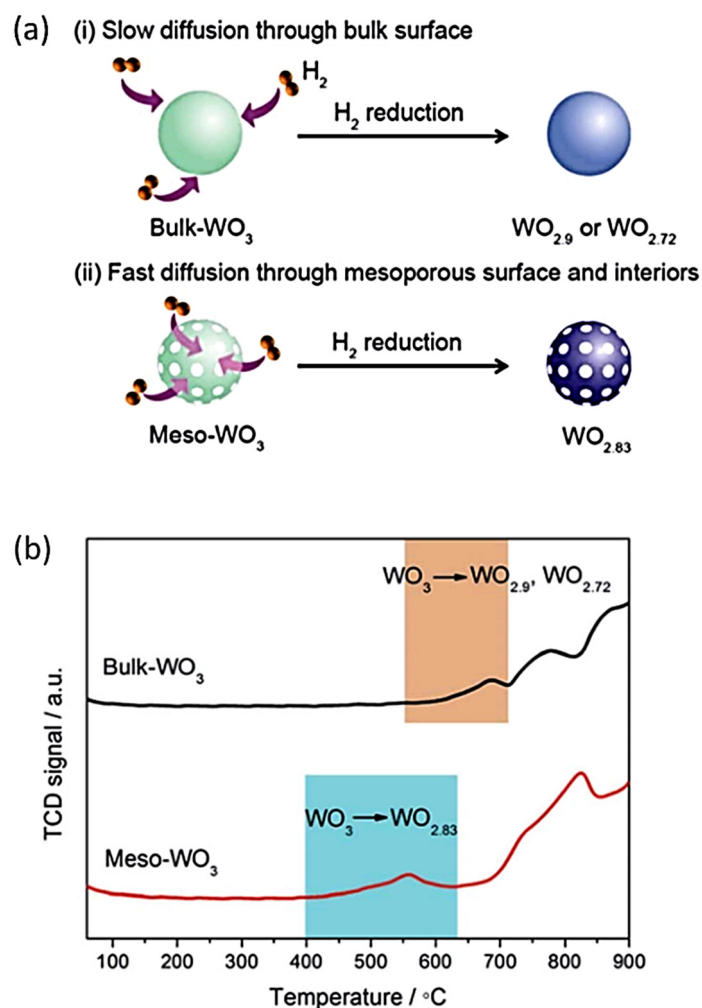 (a) (i) Slow diffusion through bulk surface
H₂
H₂ reduction
Bulk-WO₃
WO₂.₉ or WO₂.₇₂
(ii) Fast diffusion through mesoporous surface and interiors
H₂ reduction
Meso-WO₃
WO₂.₈₃
(b)
WO₃ → WO₂.₉, WO₂.₇₂
Bulk-WO₃
WO₃ → WO₂.₈₃
Meso-WO₃
TCD signal / a.u.
100 200 300 400 500 600 700 800 900
Temperature / °C